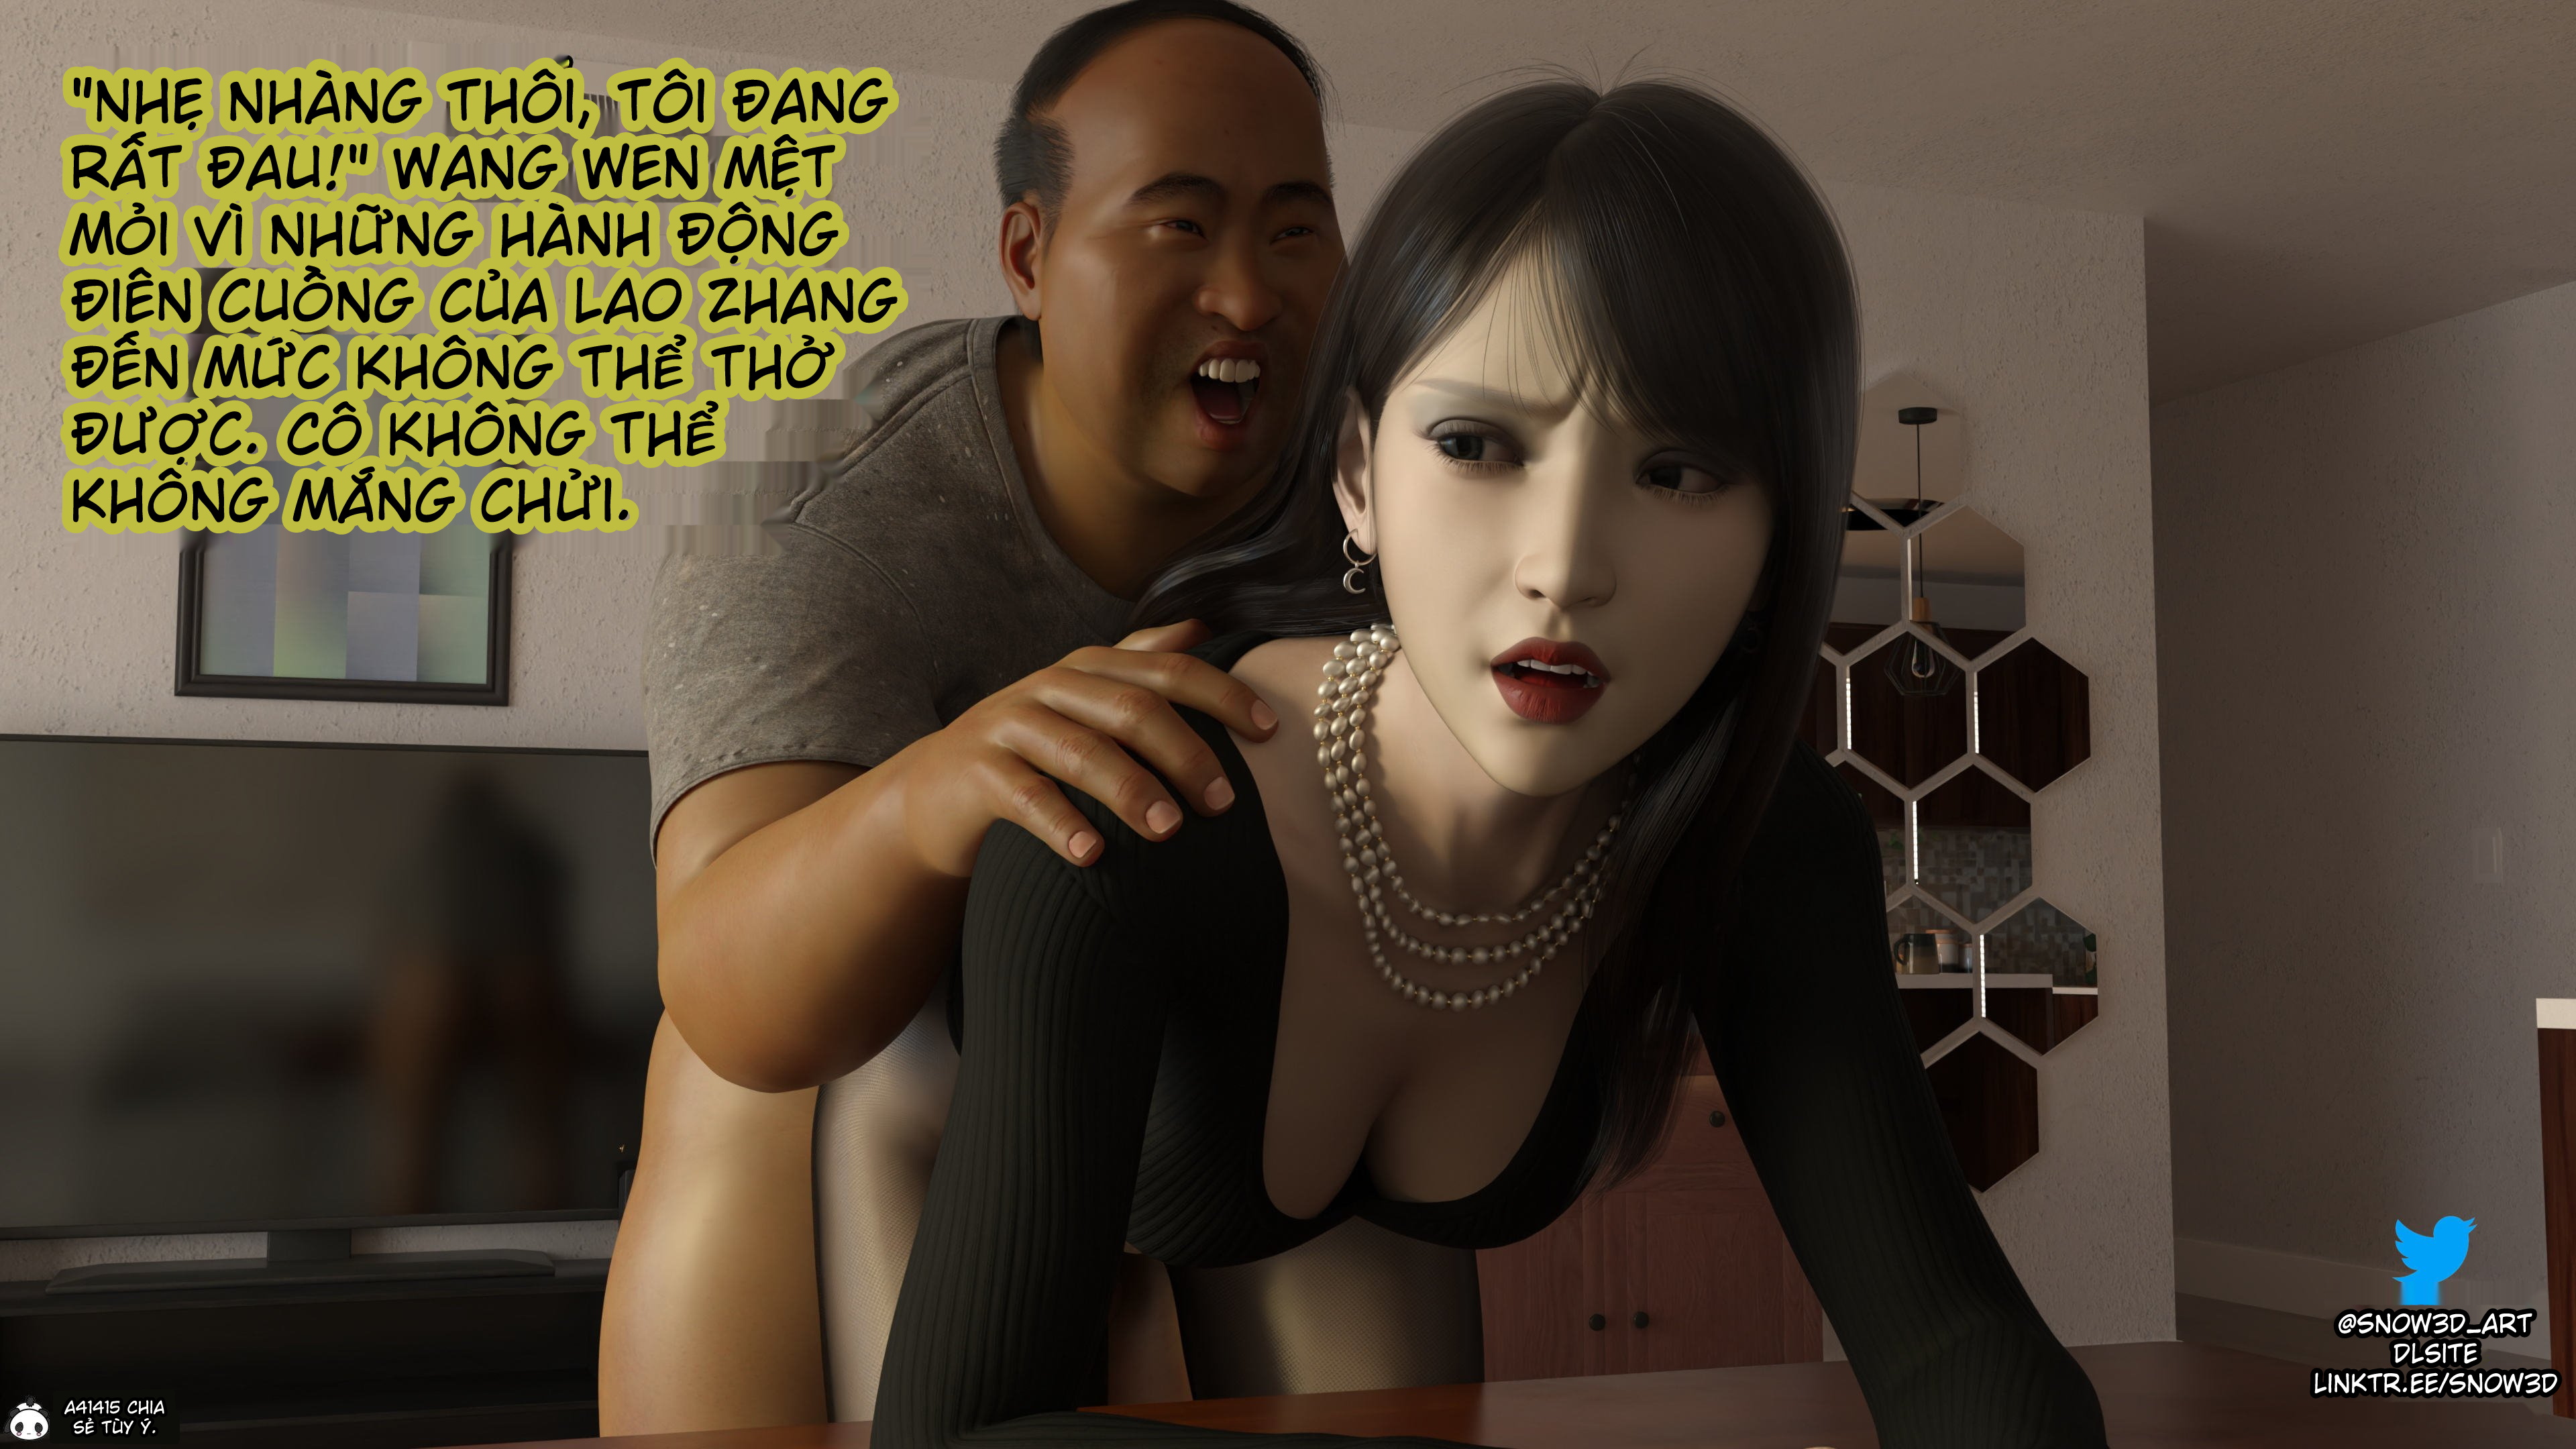 "NHẸ NHÀNG THÔI, TÔI ĐANG
RẤT ĐAU!" WANG WEN MỆT
MỎI VÌ NHỮNG HÀNH ĐỘNG
ĐIÊN CUỒNG CỦA LAO ZHANG
ĐẾN MỨC KHÔNG THỂ THỞ
ĐƯỢC. CÔ KHÔNG THỂ
KHÔNG MẮNG CHỬI.
@SNOW3D_ART
DLSITE
LINKTR.EE/SNOW3D
A41415 CHIA
SẺ TÙY Ý.